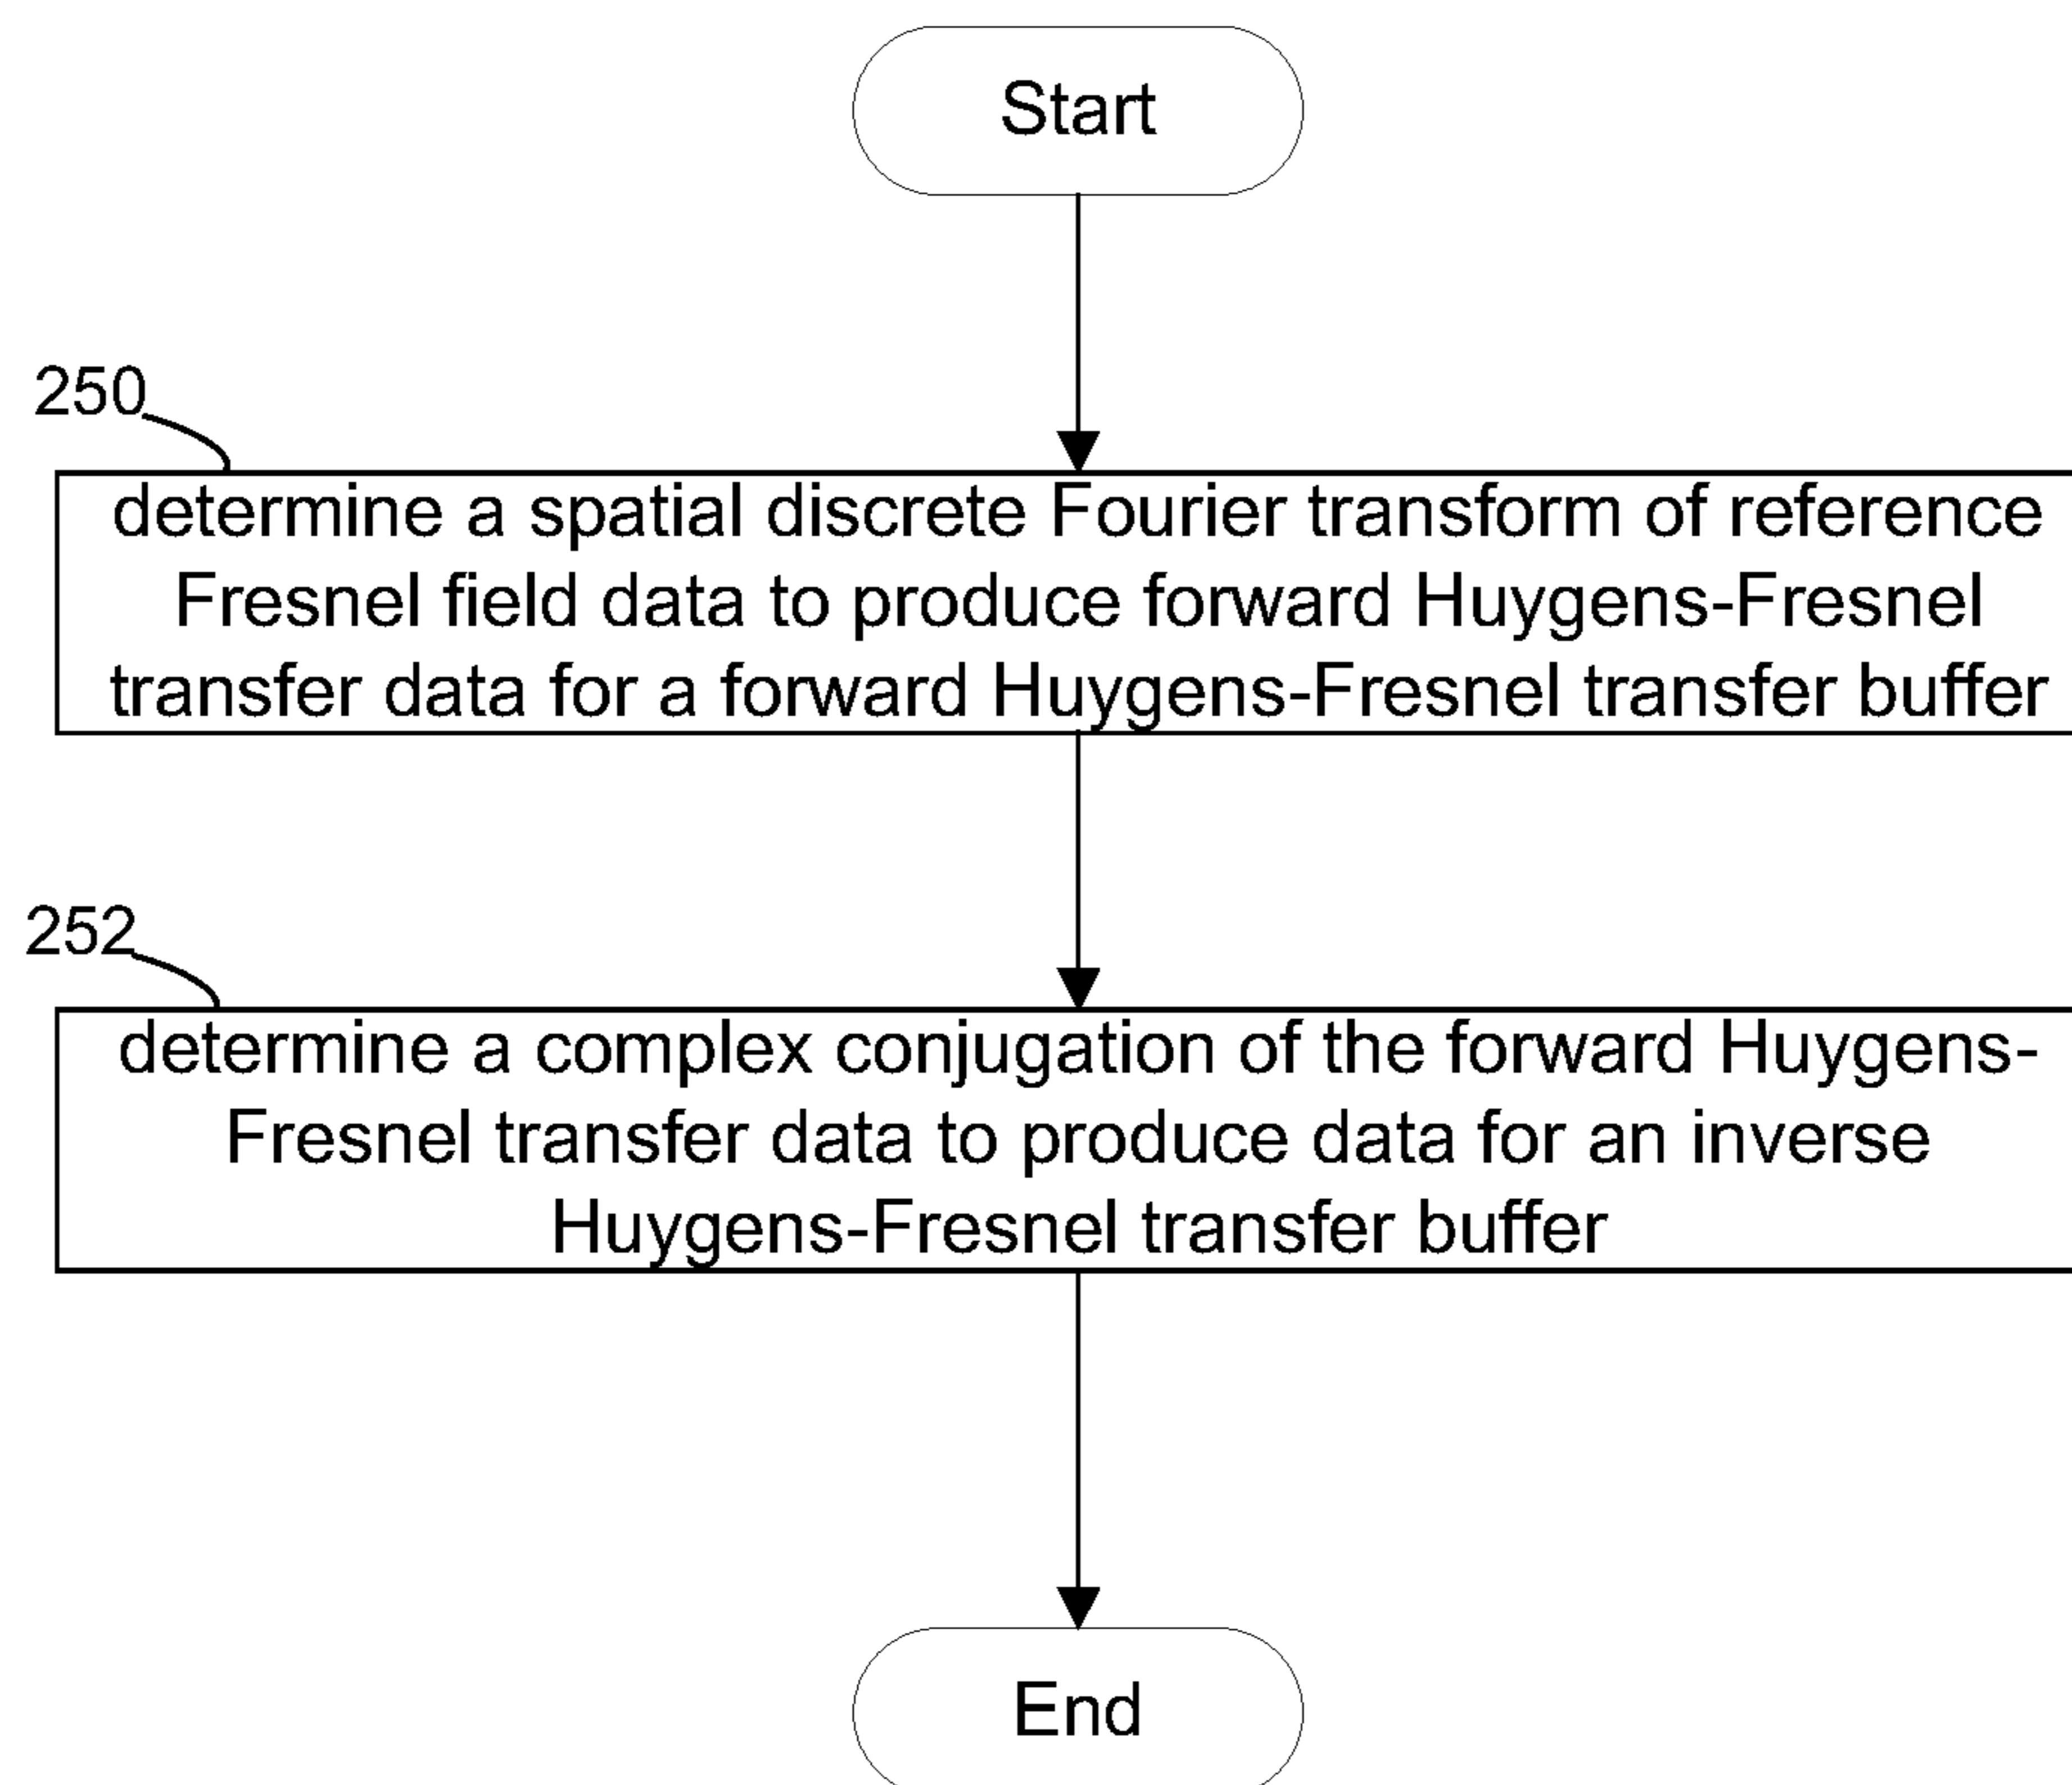 Start
250
determine a spatial discrete Fourier transform of reference
Fresnel field data to produce forward Huygens-Fresnel
transfer data for a forward Huygens-Fresnel transfer buffer
252
determine a complex conjugation of the forward Huygens-
Fresnel transfer data to produce data for an inverse
Huygens-Fresnel transfer buffer
End